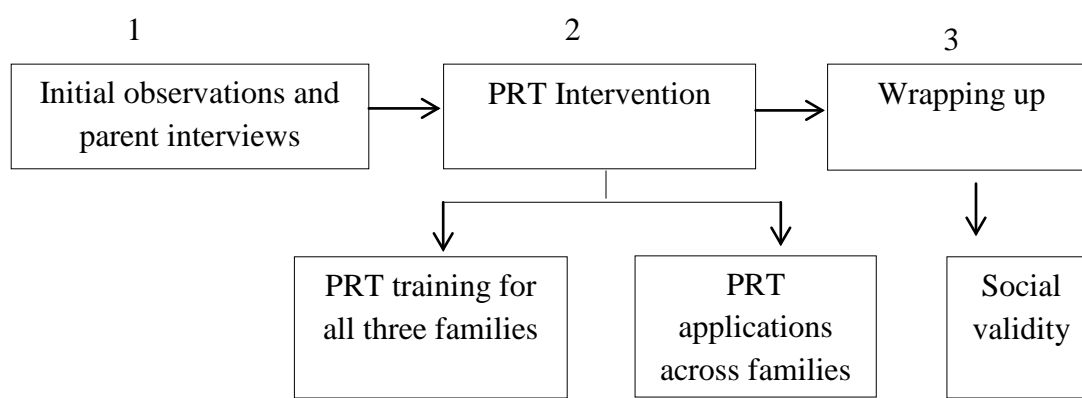 1
Initial observations and
parent interviews
2
PRT Intervention
3
Wrapping up
PRT training for
all three families
PRT
applications
across families
Social
validity